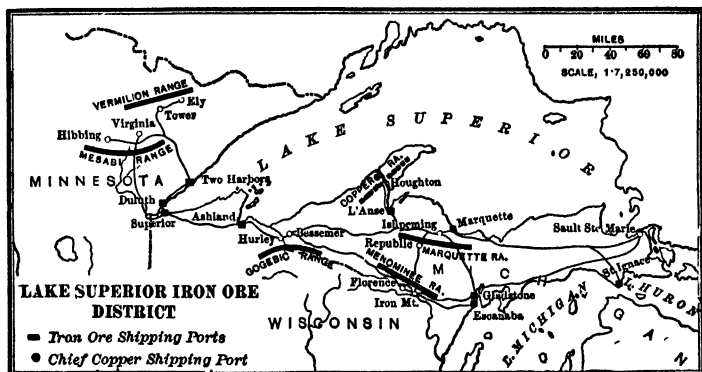 MILES
0 20 40 60 80
SCALE, 1:7,250,000
VERMILION RANGE
Ely
Tower
Virginia
Hibbing
MESABI RANGE
MINNESOTA
LAKE SUPERIOR
Two Harbors
COPPER RA.
Houghton
Duluth
Superior
Ashland
L'Anse
Marquette
Ishpeming
Sault Ste Marie
Hurley
Bessemer
Republic
MARQUETTE RA.
GOGEBIC RANGE
MENOMINEE RA.
M I C H I G A N
St. Ignace
L. HURON
Florence
Iron Mt.
Gladstone
Escanaba
L. MICHIGAN
WISCONSIN
LAKE SUPERIOR IRON ORE
DISTRICT
Iron Ore Shipping Ports
Chief Copper Shipping Port